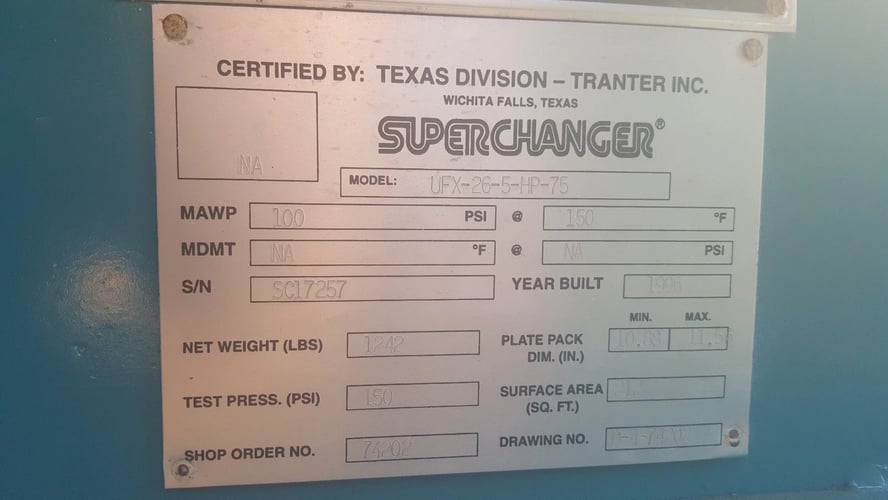 CERTIFIED BY: TEXAS DIVISION – TRANTER INC.
WICHITA FALLS, TEXAS
SUPERCHANGER®
NA
MODEL: UFX-26-5-HP-75
MAWP 100 PSI @ 150 °F
MDMT NA °F @ NA PSI
S/N SC17257 YEAR BUILT
MIN. MAX.
NET WEIGHT (LBS) 1242 PLATE PACK DIM. (IN.)
TEST PRESS. (PSI) 150 SURFACE AREA (SQ. FT.)
SHOP ORDER NO. 74202 DRAWING NO.